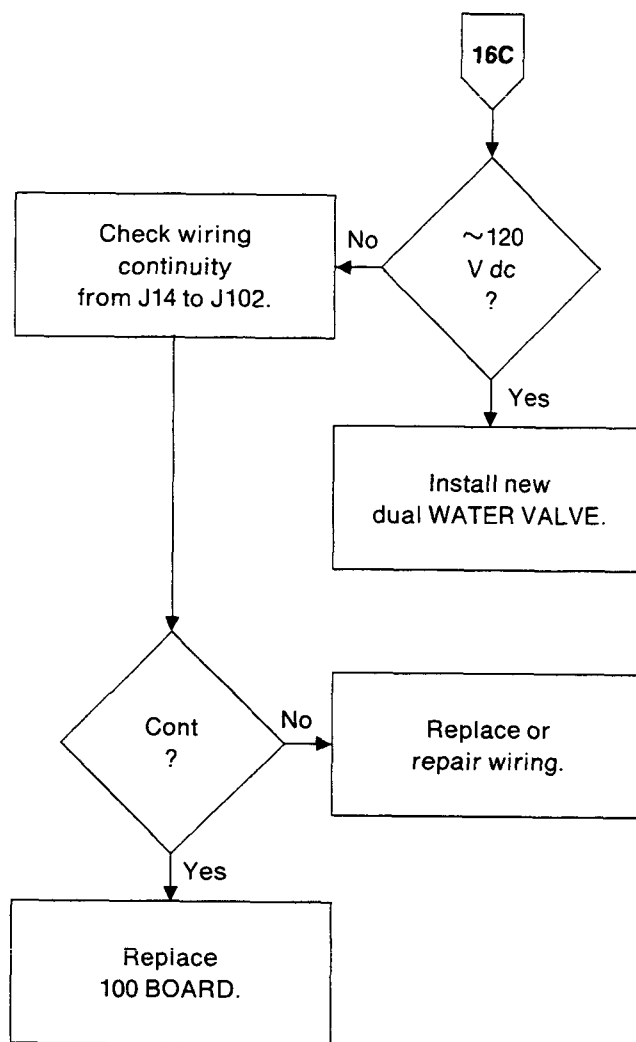 16C
~120
V dc
?
No
Check wiring
continuity
from J14 to J102.
Yes
Install new
dual WATER VALVE.
Cont
?
No
Replace or
repair wiring.
Yes
Replace
100 BOARD.